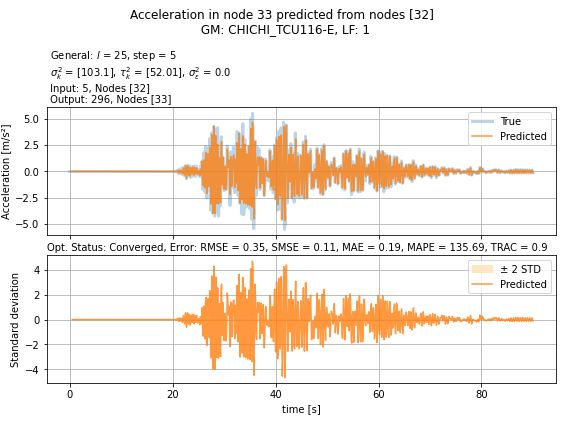 Acceleration in node 33 predicted from nodes [32]
GM: CHICHI_TCU116-E, LF: 1
General: l = 25, step = 5
σ²ₖ = [103.1], τ²ₖ = [52.01], σ²ε = 0.0
Input: 5, Nodes [32]
Output: 296, Nodes [33]
Acceleration [m/s²]
5.0
2.5
0.0
−2.5
−5.0
True
Predicted
Opt. Status: Converged, Error: RMSE = 0.35, SMSE = 0.11, MAE = 0.19, MAPE = 135.69, TRAC = 0.9
Standard deviation
4
2
0
−2
−4
± 2 STD
Predicted
0 20 40 60 80
time [s]